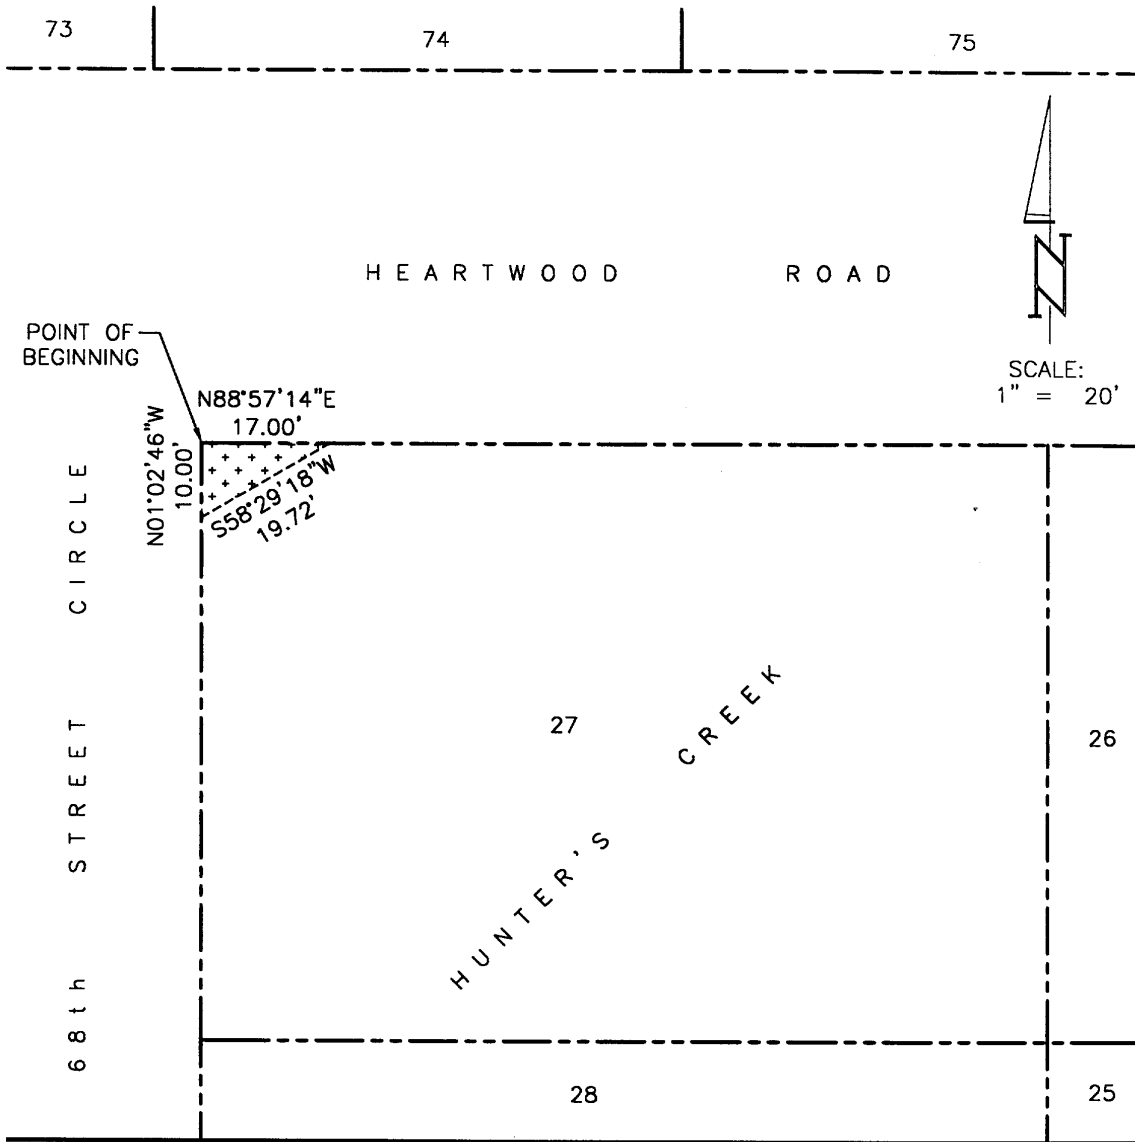 73
74
75
HEARTWOOD ROAD
N
SCALE:
1" = 20'
POINT OF
BEGINNING
N88°57'14"E
17.00'
N01°02'46"W
10.00'
S58°29'18"W
19.72'
68th STREET CIRCLE
27
HUNTER'S CREEK
26
28
25